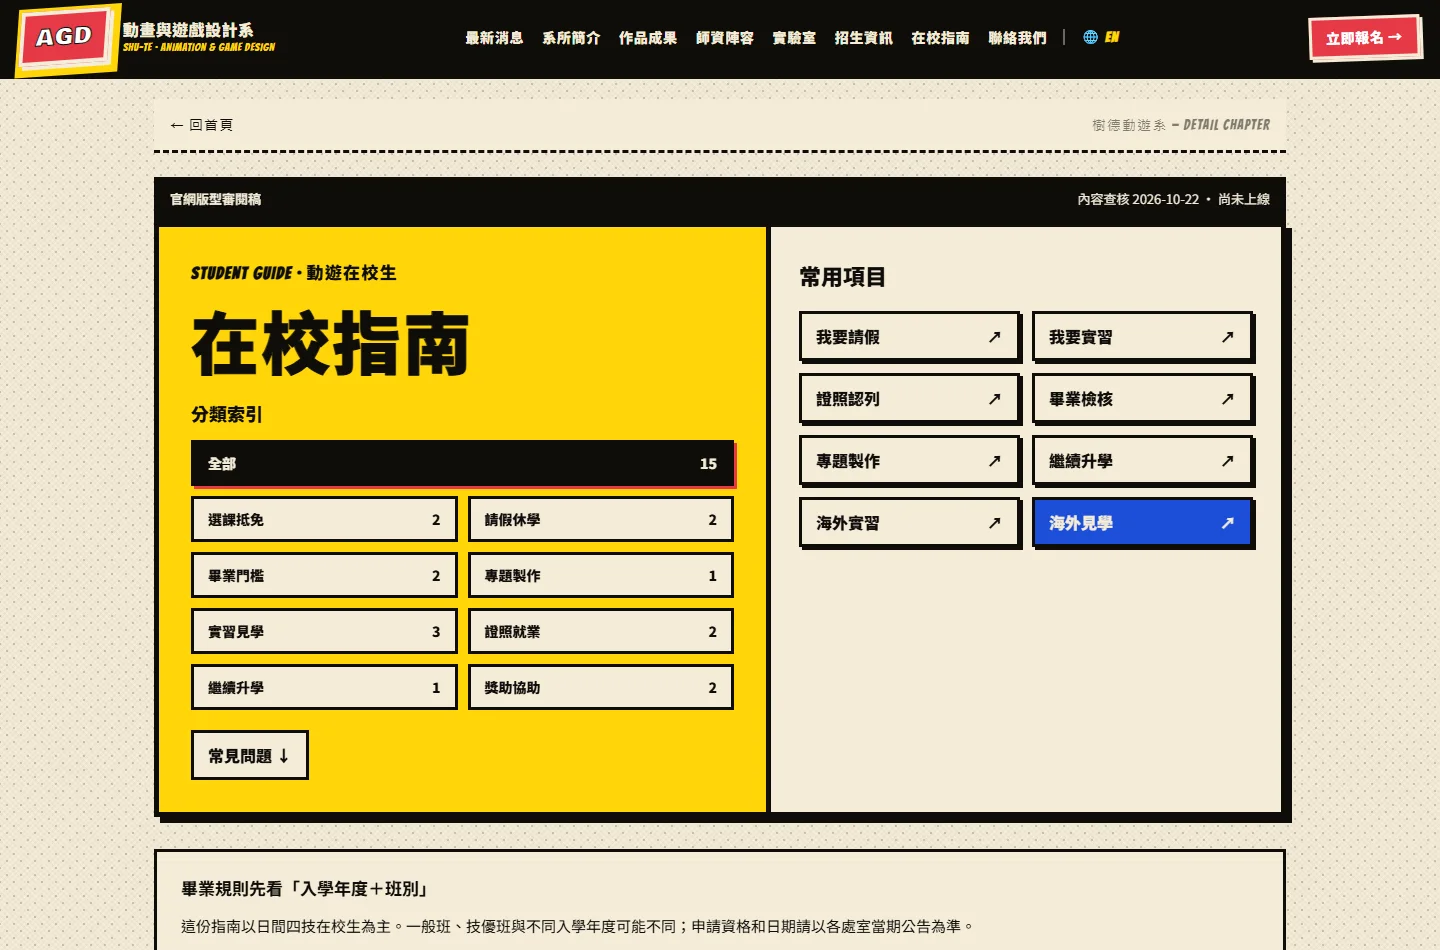 AGD
動畫與遊戲設計系
SHU-TE · ANIMATION & GAME DESIGN
最新消息 系所簡介 作品成果 師資陣容 實驗室 招生資訊 在校指南 聯絡我們 | 🌐 EN
立即報名 →
← 回首頁
樹德動遊系 — DETAIL CHAPTER
官網版型審閱稿
內容查核 2026-10-22 · 尚未上線
STUDENT GUIDE · 動遊在校生
在校指南
分類索引
全部 15
選課抵免 2
請假休學 2
畢業門檻 2
專題製作 1
實習見學 3
證照就業 2
繼續升學 1
獎助協助 2
常見問題 ↓
常用項目
我要請假 ↗
我要實習 ↗
證照認列 ↗
畢業檢核 ↗
專題製作 ↗
繼續升學 ↗
海外實習 ↗
海外見學 ↗
畢業規則先看「入學年度＋班別」
這份指南以日間四技在校生為主。一般班、技優班與不同入學年度可能不同；申請資格和日期請以各處室當期公告為準。